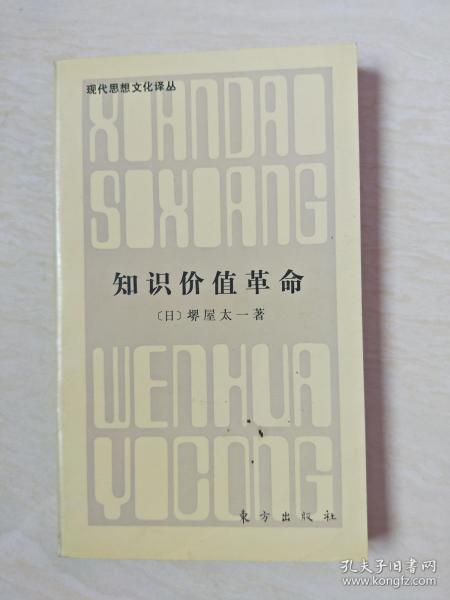 现代思想文化译丛
XIANDAI
SIXIANG
知识价值革命
〔日〕堺屋太一著
WENHUA
YICONG
東方出版社
孔夫子旧书网
www.kongfz.com